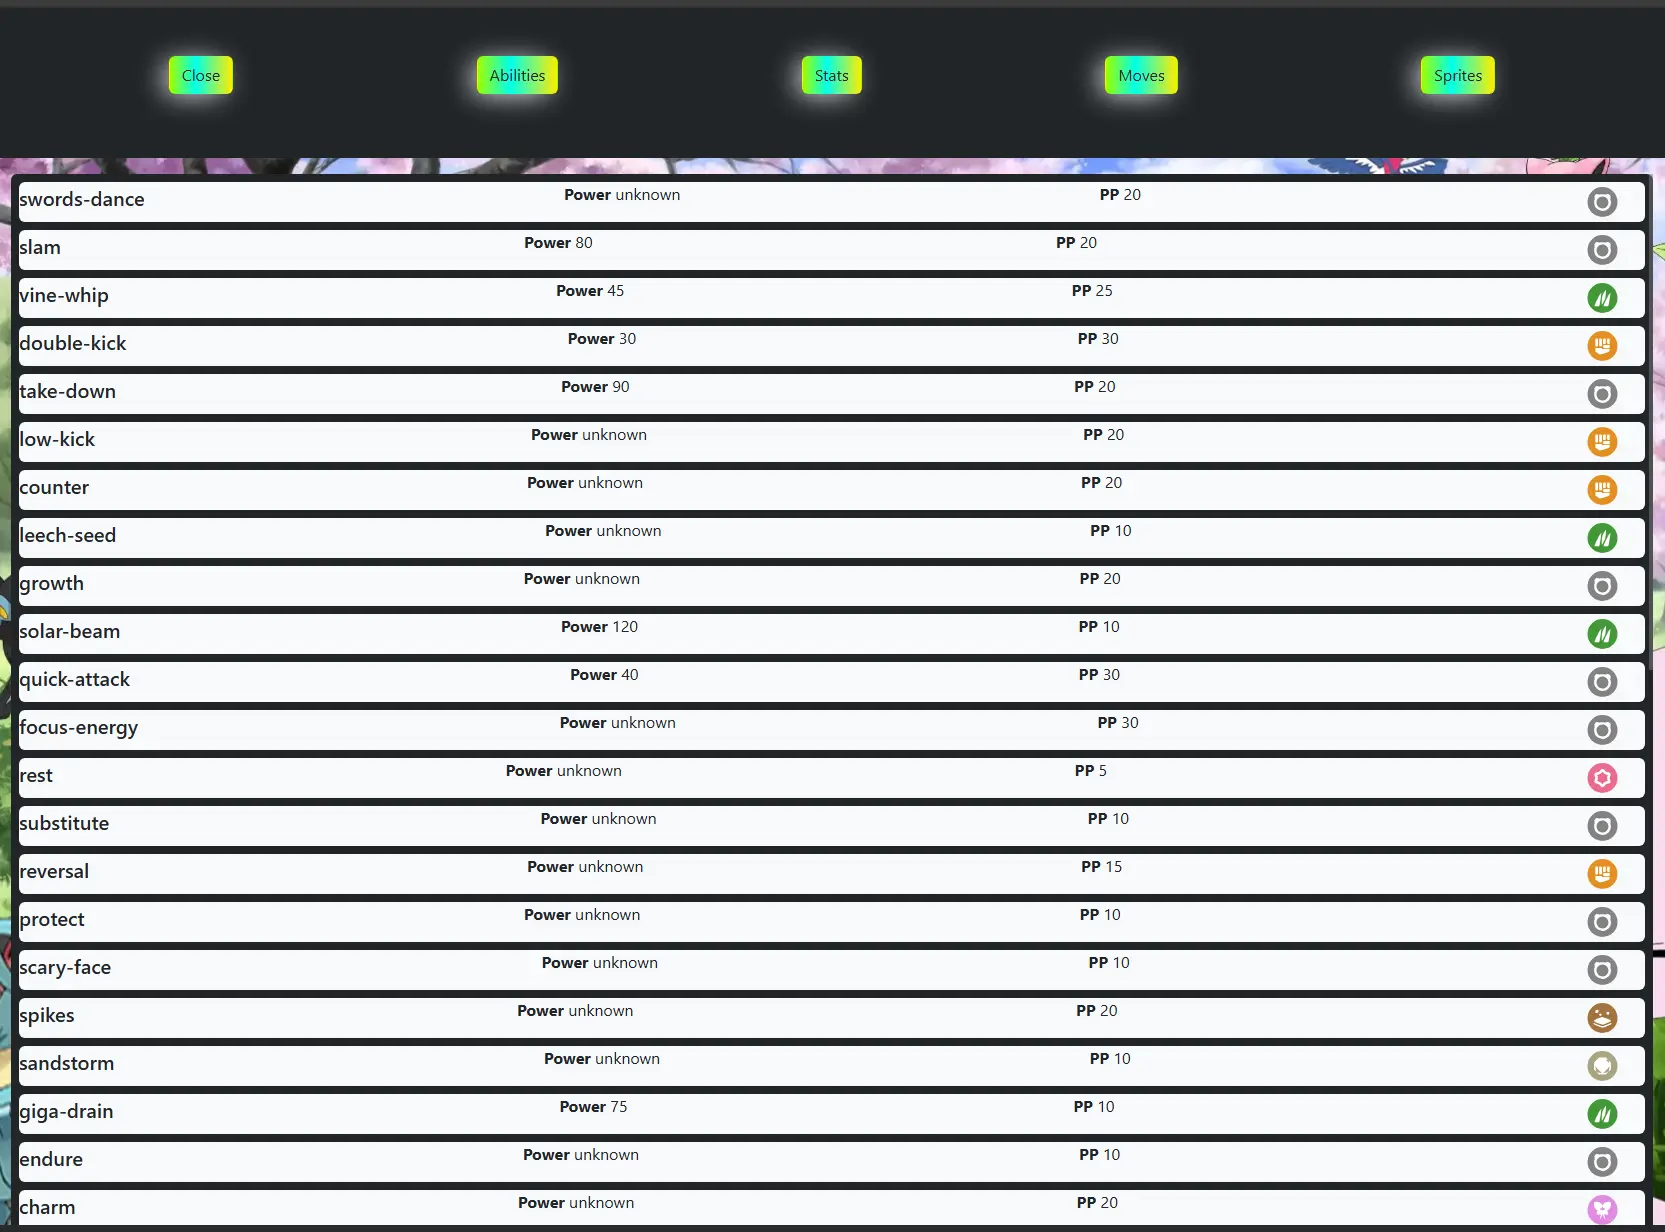 Close Abilities Stats Moves Sprites
swords-dance Power unknown PP 20
slam Power 80 PP 20
vine-whip Power 45 PP 25
double-kick Power 30 PP 30
take-down Power 90 PP 20
low-kick Power unknown PP 20
counter Power unknown PP 20
leech-seed Power unknown PP 10
growth Power unknown PP 20
solar-beam Power 120 PP 10
quick-attack Power 40 PP 30
focus-energy Power unknown PP 30
rest Power unknown PP 5
substitute Power unknown PP 10
reversal Power unknown PP 15
protect Power unknown PP 10
scary-face Power unknown PP 10
spikes Power unknown PP 20
sandstorm Power unknown PP 10
giga-drain Power 75 PP 10
endure Power unknown PP 10
charm Power unknown PP 20